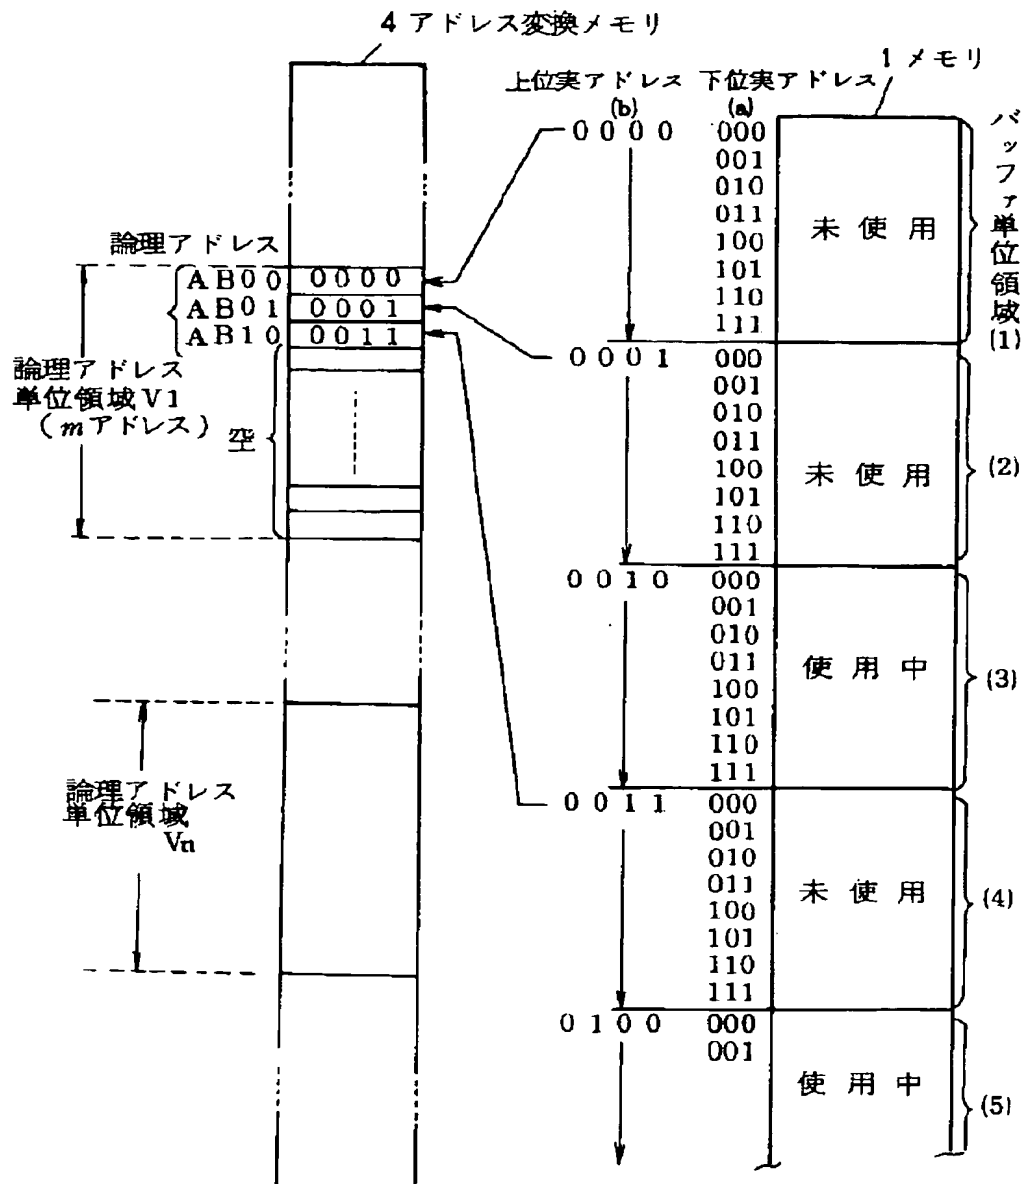 4 アドレス変換メモリ
1 メモリ
上位実アドレス
(b)
下位実アドレス
(a)
バッファ単位領域
論理アドレス
AB00 0000
AB01 0001
AB10 0011
論理アドレス
単位領域V1
(mアドレス)
空
論理アドレス
単位領域
Vn
0000 000
001
010
011
100
101
110
111
未使用
(1)
0001 000
001
010
011
100
101
110
111
未使用
(2)
0010 000
001
010
011
100
101
110
111
使用中
(3)
0011 000
001
010
011
100
101
110
111
未使用
(4)
0100 000
001
使用中
(5)